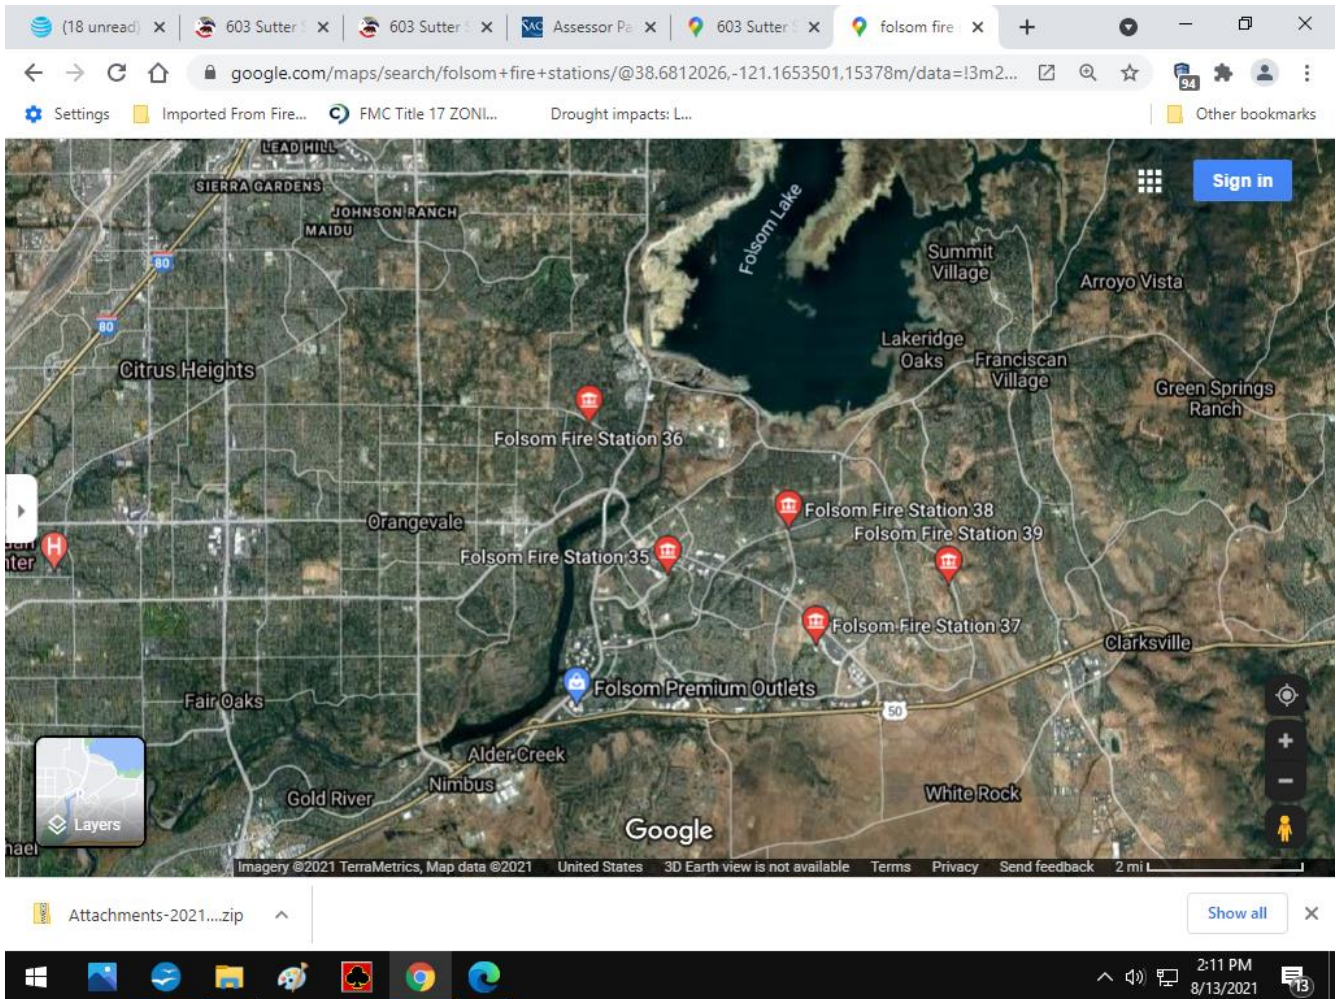 (18 unread)
603 Sutter S
603 Sutter S
SAC
Assessor Pa
603 Sutter S
folsom fire
google.com/maps/search/folsom+fire+stations/@38.6812026,-121.1653501,15378m/data=!3m2...
94
Settings
Imported From Fire...
FMC Title 17 ZONI...
Drought impacts: L...
Other bookmarks
LEAD HILL
SIERRA GARDENS
JOHNSON RANCH
MAIDU
80
80
Folsom Lake
Sign in
Summit
Village
Arroyo Vista
Lakeridge
Oaks
Franciscan
Village
Green Springs
Ranch
Citrus Heights
Folsom Fire Station 36
Orangevale
Folsom Fire Station 38
Folsom Fire Station 39
Folsom Fire Station 35
H
nter
Folsom Fire Station 37
Clarksville
Folsom Premium Outlets
50
Fair Oaks
Alder Creek
Nimbus
Gold River
White Rock
Layers
hael
Google
Imagery ©2021 TerraMetrics, Map data ©2021 United States 3D Earth view is not available Terms Privacy Send feedback 2 mi
Attachments-2021....zip
Show all
2:11 PM
8/13/2021
13